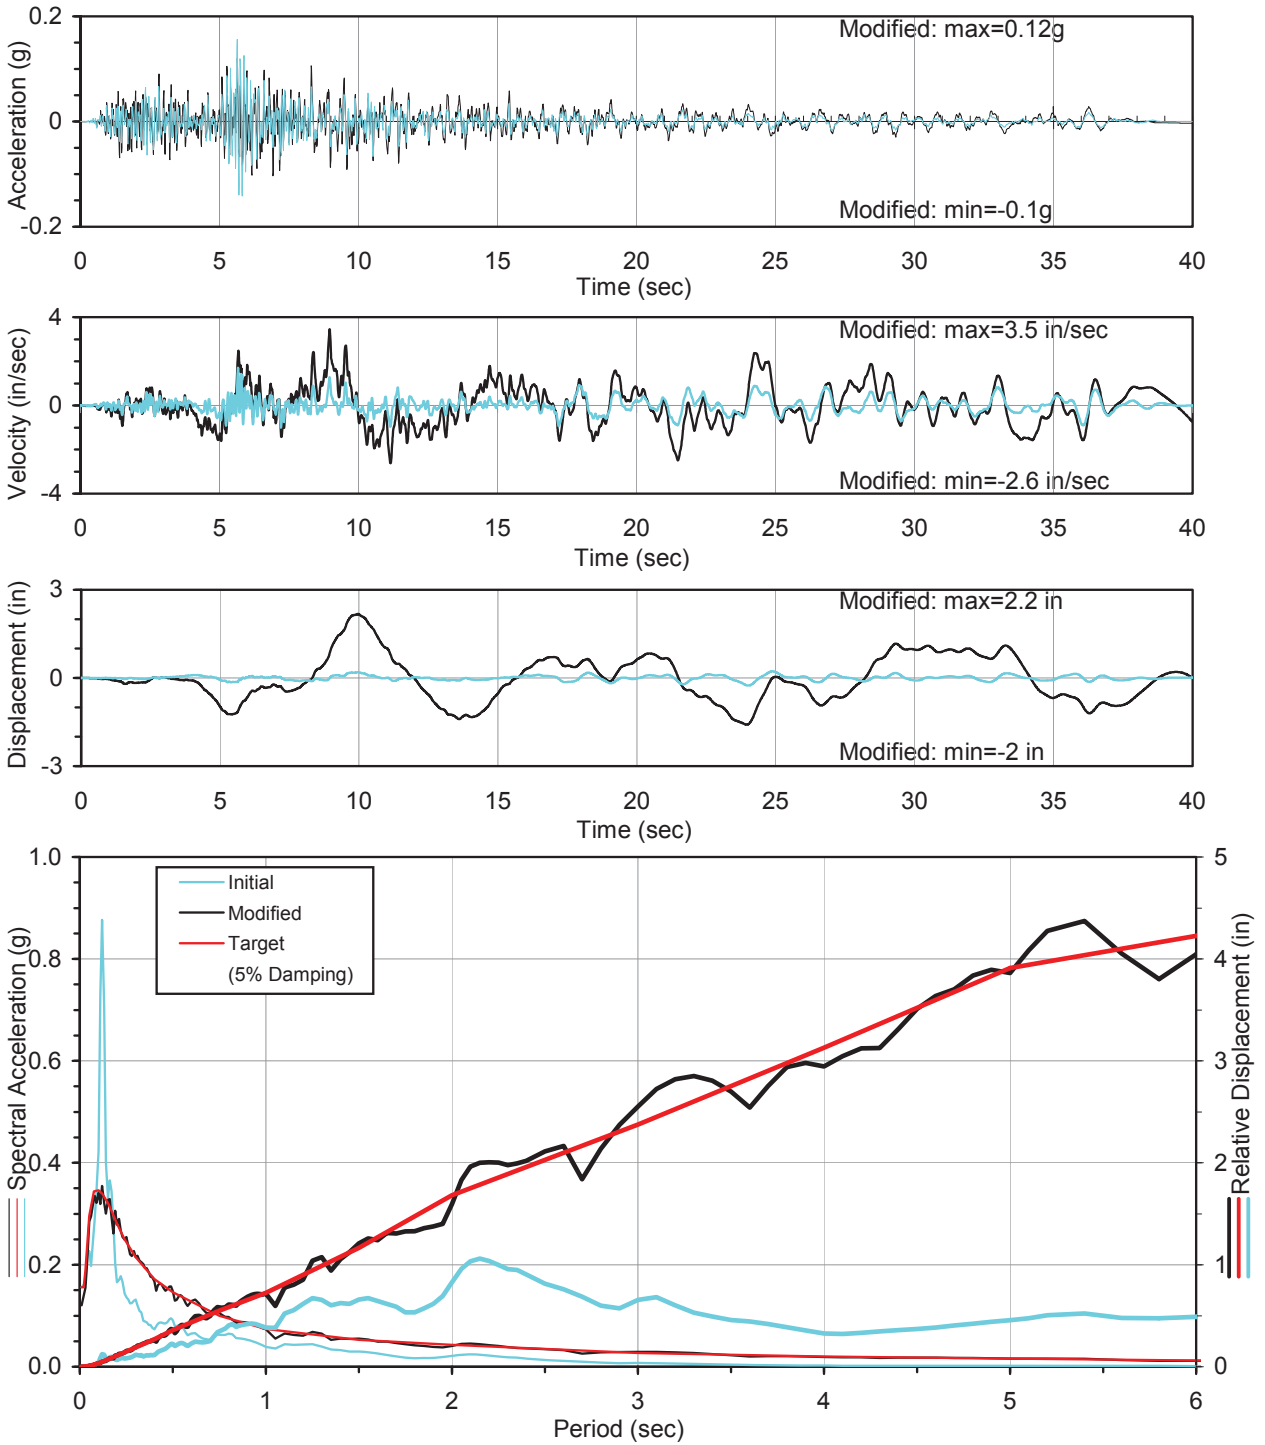 0.2
Modified: max=0.12g
0
Modified: min=-0.1g
-0.2
Acceleration (g)
0 5 10 15 20 25 30 35 40
Time (sec)
4
Modified: max=3.5 in/sec
0
Modified: min=-2.6 in/sec
-4
Velocity (in/sec)
0 5 10 15 20 25 30 35 40
Time (sec)
3
Modified: max=2.2 in
0
Modified: min=-2 in
-3
Displacement (in)
0 5 10 15 20 25 30 35 40
Time (sec)
1.0 5
Initial
Modified
Target
(5% Damping)
0.8 4
0.6 3
0.4 2
0.2 1
0.0 0
Spectral Acceleration (g)
Relative Displacement (in)
0 1 2 3 4 5 6
Period (sec)